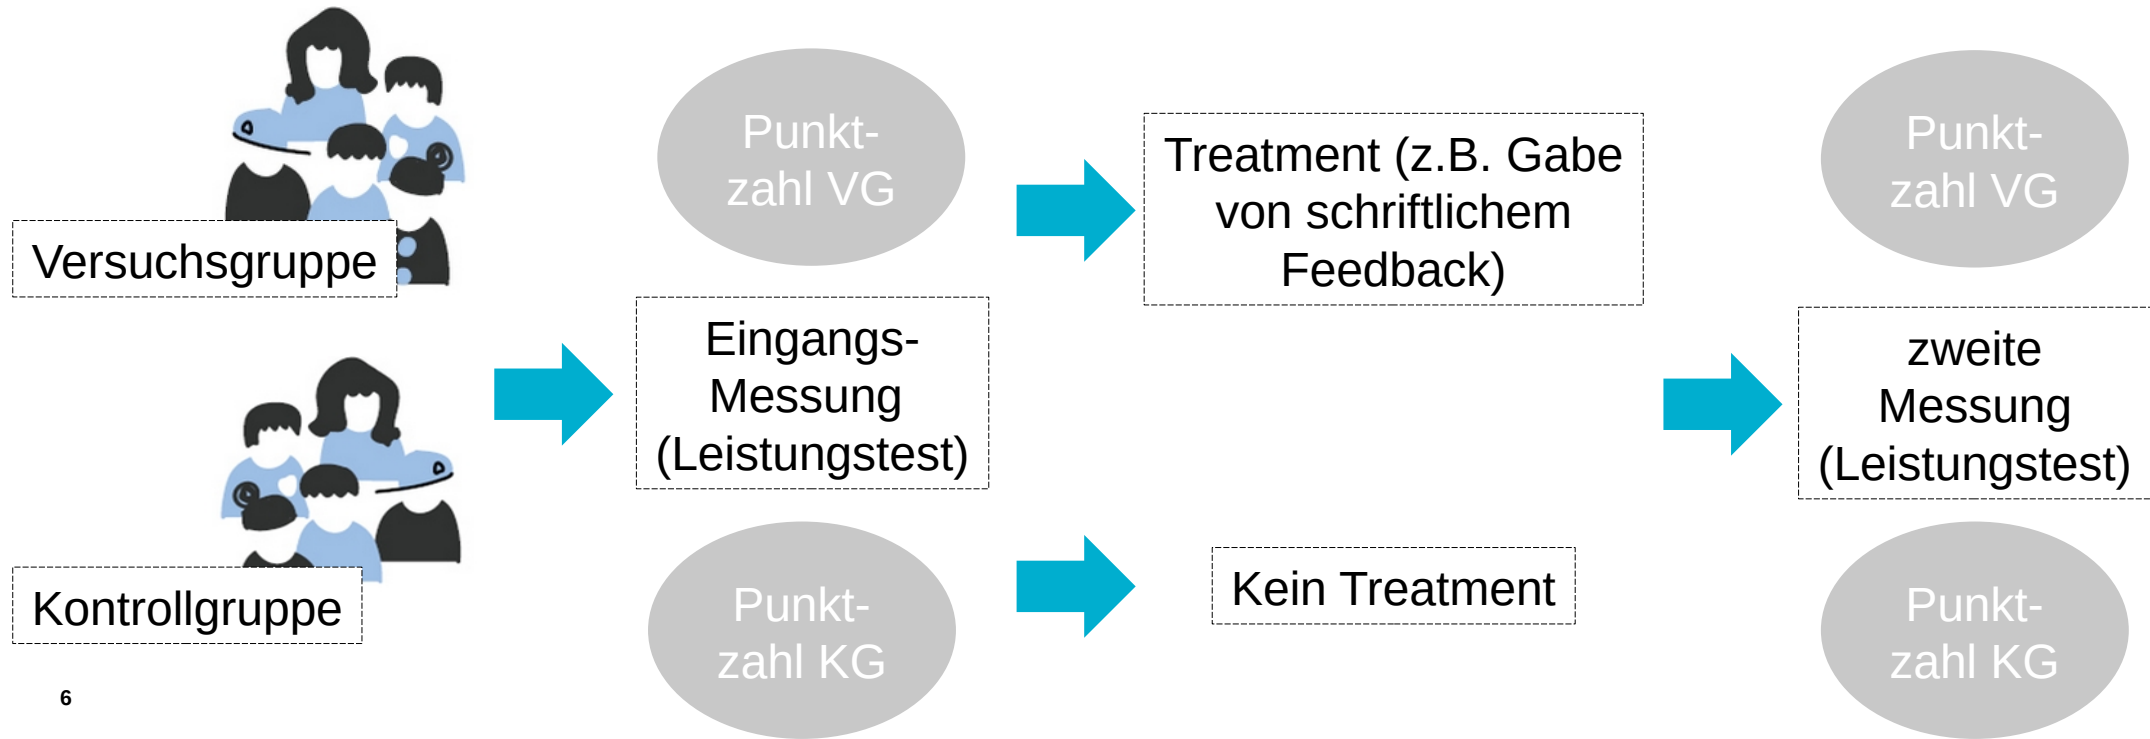 Versuchsgruppe
Kontrollgruppe
Punkt-
zahl VG
Eingangs-
Messung
(Leistungstest)
Punkt-
zahl KG
Treatment (z.B. Gabe
von schriftlichem
Feedback)
Kein Treatment
Punkt-
zahl VG
zweite
Messung
(Leistungstest)
Punkt-
zahl KG
6